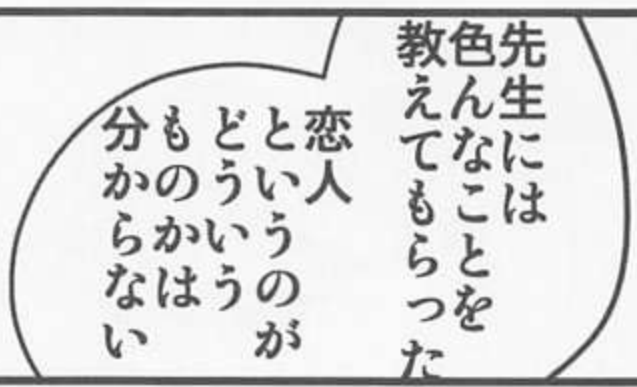 先生には
色んなことを
教えてもらった
恋人
というのが
どういう
ものかは
分からない